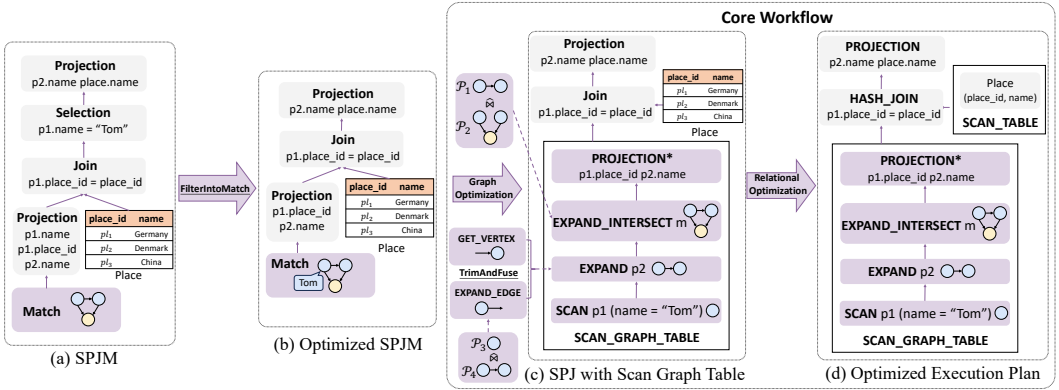 Core Workflow
Projection
p2.name place.name
Selection
p1.name = “Tom”
Join
p1.place_id = place_id
Projection
p1.name
p1.place_id
p2.name
place_id name
pl1 Germany
pl2 Denmark
pl3 China
Place
Match
(a) SPJM
FilterIntoMatch
Projection
p2.name place.name
Join
p1.place_id = place_id
Projection
p1.place_id
p2.name
place_id name
pl1 Germany
pl2 Denmark
pl3 China
Place
Match
Tom
(b) Optimized SPJM
Graph
Optimization
P1
⋈̂
P2
GET_VERTEX
TrimAndFuse
EXPAND_EDGE
P3
⋈̂
P4
Projection
p2.name place.name
Join
p1.place_id = place_id
place_id name
pl1 Germany
pl2 Denmark
pl3 China
Place
PROJECTION*
p1.place_id p2.name
EXPAND_INTERSECT m
EXPAND p2
SCAN p1 (name = “Tom”)
SCAN_GRAPH_TABLE
(c) SPJ with Scan Graph Table
Relational
Optimization
PROJECTION
p2.name place.name
HASH_JOIN
p1.place_id = place_id
Place
(place_id, name)
SCAN_TABLE
PROJECTION*
p1.place_id p2.name
EXPAND_INTERSECT m
EXPAND p2
SCAN p1 (name = “Tom”)
SCAN_GRAPH_TABLE
(d) Optimized Execution Plan